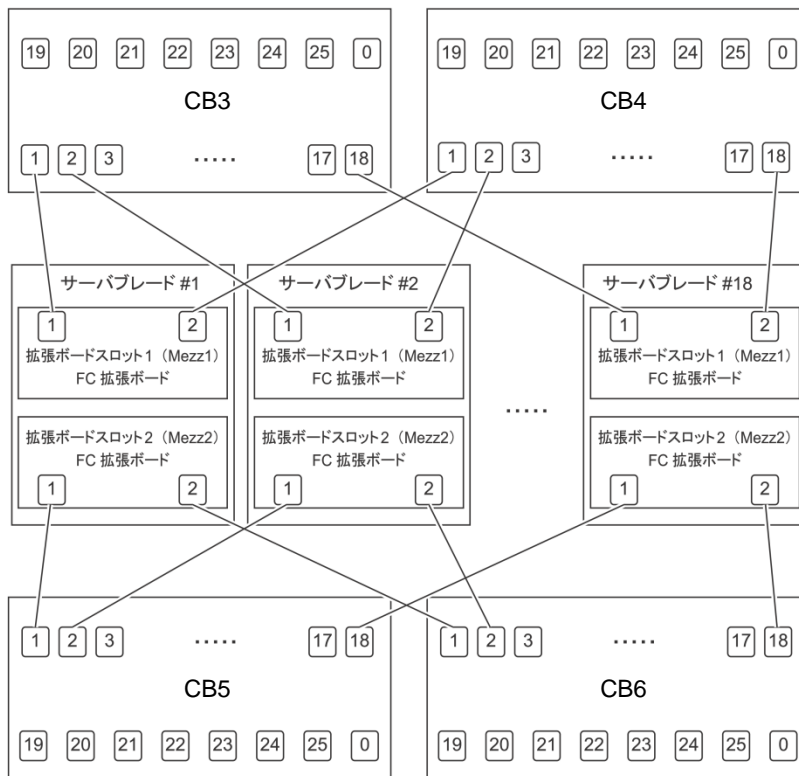 19 20 21 22 23 24 25 0
CB3
1 2 3 ..... 17 18
19 20 21 22 23 24 25 0
CB4
1 2 3 ..... 17 18
サーバブレード #1
1 2
拡張ボードスロット1（Mezz1）
FC 拡張ボード
拡張ボードスロット2（Mezz2）
FC 拡張ボード
1 2
サーバブレード #2
1 2
拡張ボードスロット1（Mezz1）
FC 拡張ボード
拡張ボードスロット2（Mezz2）
FC 拡張ボード
1 2
.....
サーバブレード #18
1 2
拡張ボードスロット1（Mezz1）
FC 拡張ボード
拡張ボードスロット2（Mezz2）
FC 拡張ボード
1 2
1 2 3 ..... 17 18
CB5
19 20 21 22 23 24 25 0
1 2 3 ..... 17 18
CB6
19 20 21 22 23 24 25 0